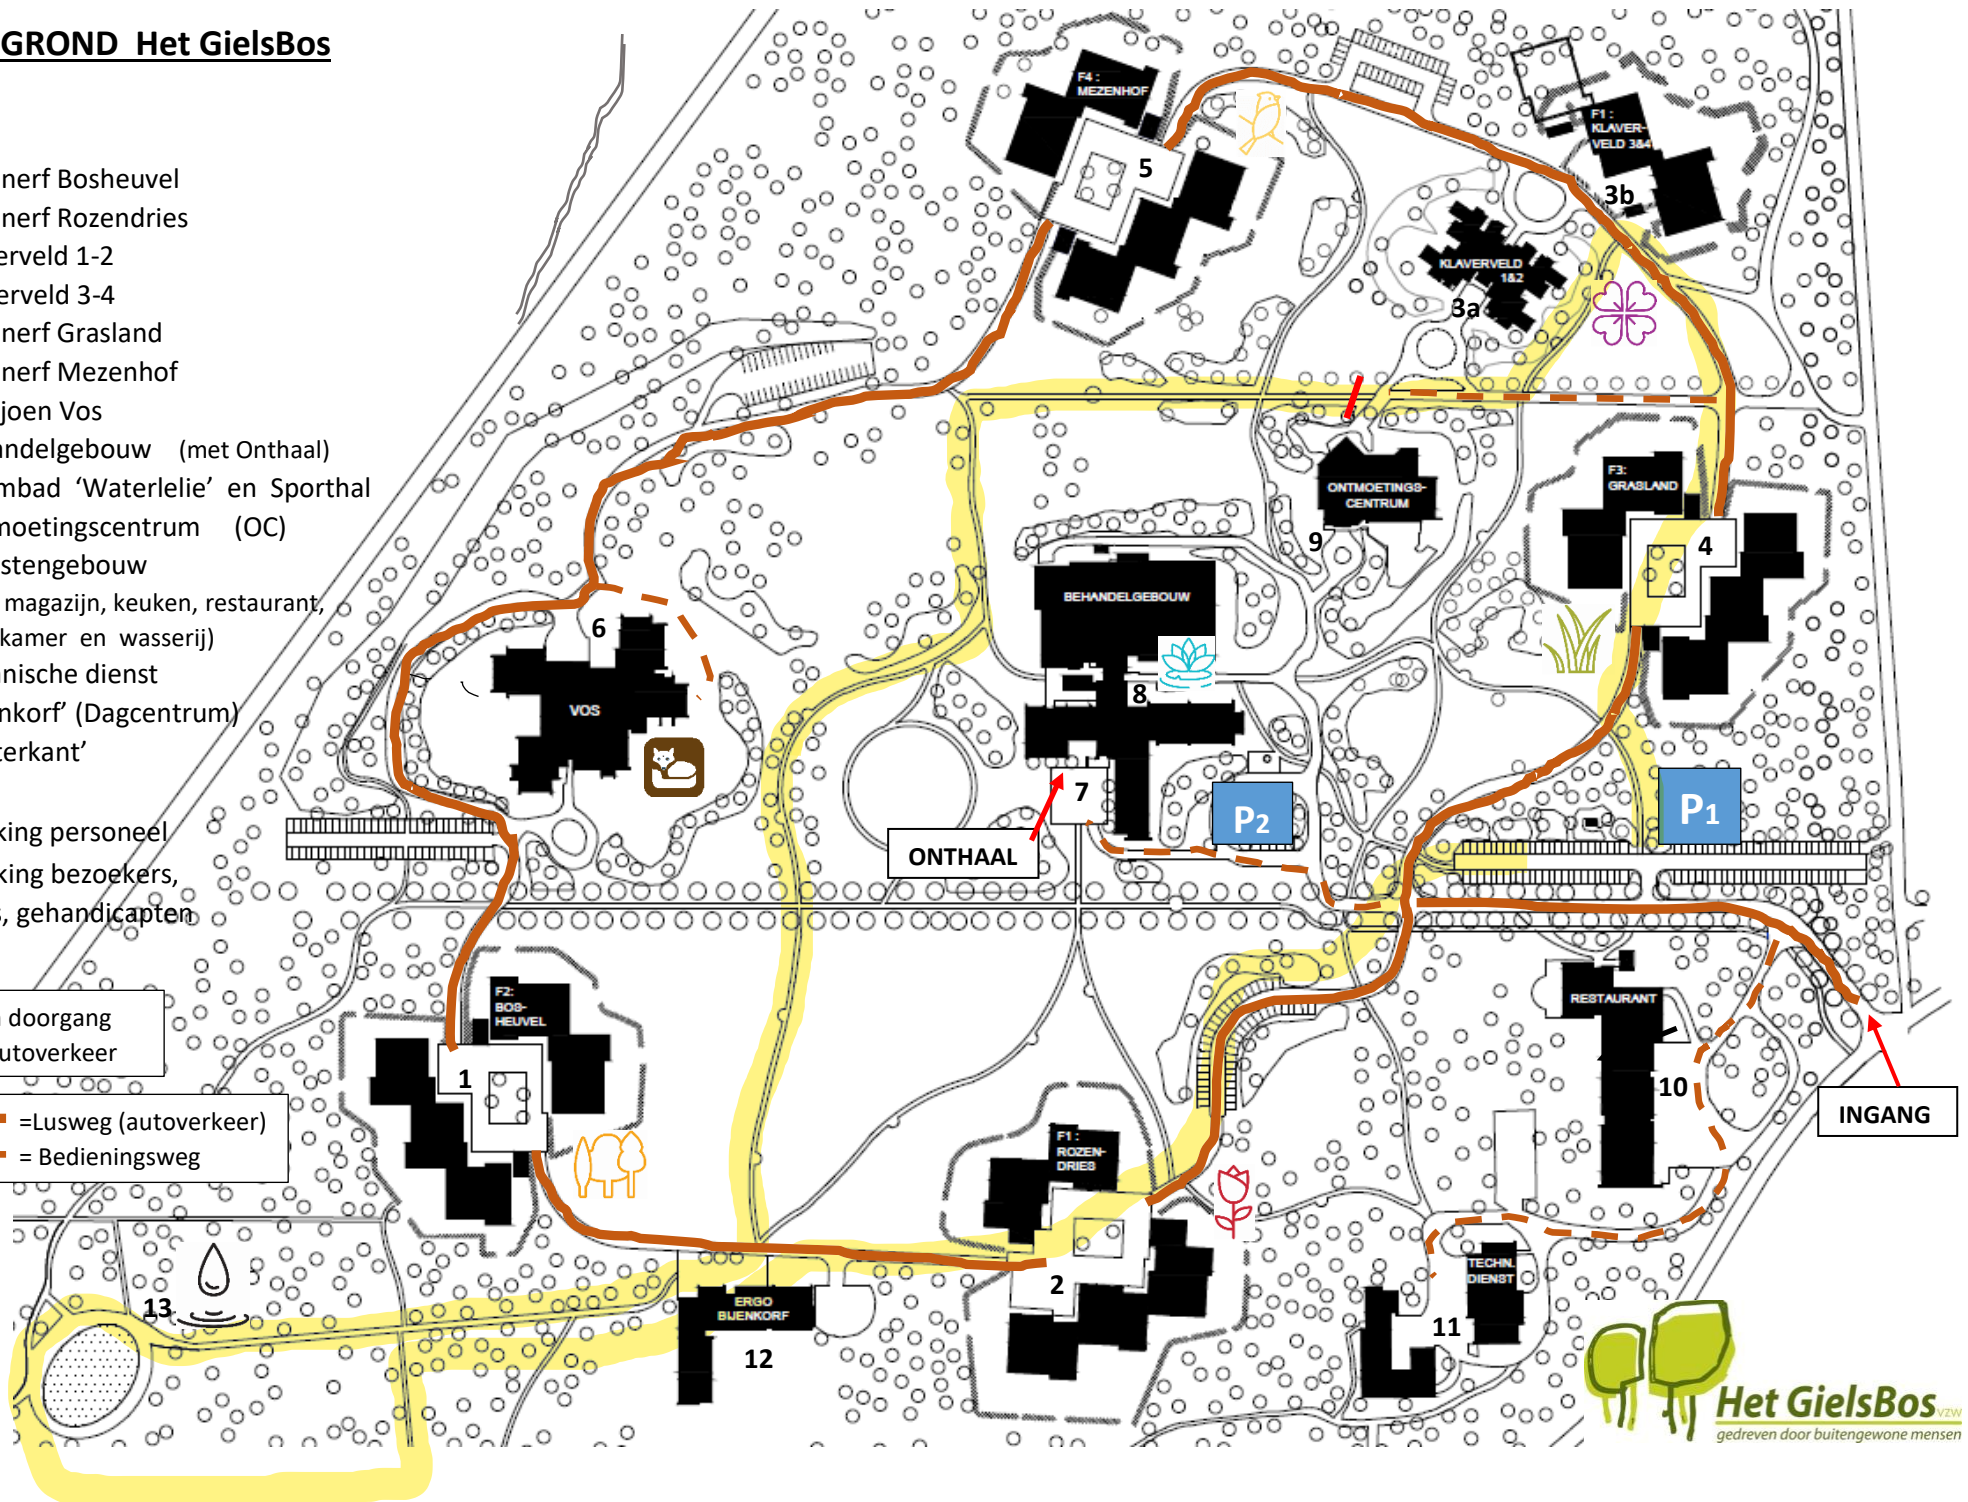 GROND Het GielsBos
nerf Bosheuvel
nerf Rozendries
erveld 1-2
erveld 3-4
nerf Grasland
nerf Mezenhof
joen Vos
andelgebouw (met Onthaal)
mbad ‘Waterlelie’ en Sporthal
moetingscentrum (OC)
stengebouw
magazijn, keuken, restaurant,
kamer en wasserij)
nnische dienst
nkorf’ (Dagcentrum)
terkant’
king personeel
king bezoekers,
s, gehandicapten
doorgang
utoverkeer
=Lusweg (autoverkeer)
= Bedieningsweg
F4 :
MEZENHOF
5
F1 :
KLAVER-
VELD 3&4
3b
KLAVERVELD
1&2
3a
F3:
GRASLAND
4
ONTMOETINGS-
CENTRUM
9
BEHANDELGEBOUW
8
6
VOS
7
ONTHAAL
P2
P1
F2:
BOS-
HEUVEL
1
RESTAURANT
10
INGANG
F1 :
ROZEN-
DRIES
2
TECHN.
DIENST
11
ERGO
BIJENKORF
12
13
Het GielsBos vzw
gedreven door buitengewone mensen